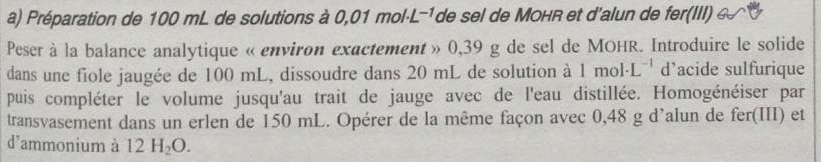 a) Préparation de 100 mL de solutions à 0,01 mol·L⁻¹ de sel de MOHR et d'alun de fer(III)
Peser à la balance analytique « environ exactement » 0,39 g de sel de MOHR. Introduire le solide
dans une fiole jaugée de 100 mL, dissoudre dans 20 mL de solution à 1 mol·L⁻¹ d'acide sulfurique
puis compléter le volume jusqu'au trait de jauge avec de l'eau distillée. Homogénéiser par
transvasement dans un erlen de 150 mL. Opérer de la même façon avec 0,48 g d'alun de fer(III) et
d'ammonium à 12 H₂O.